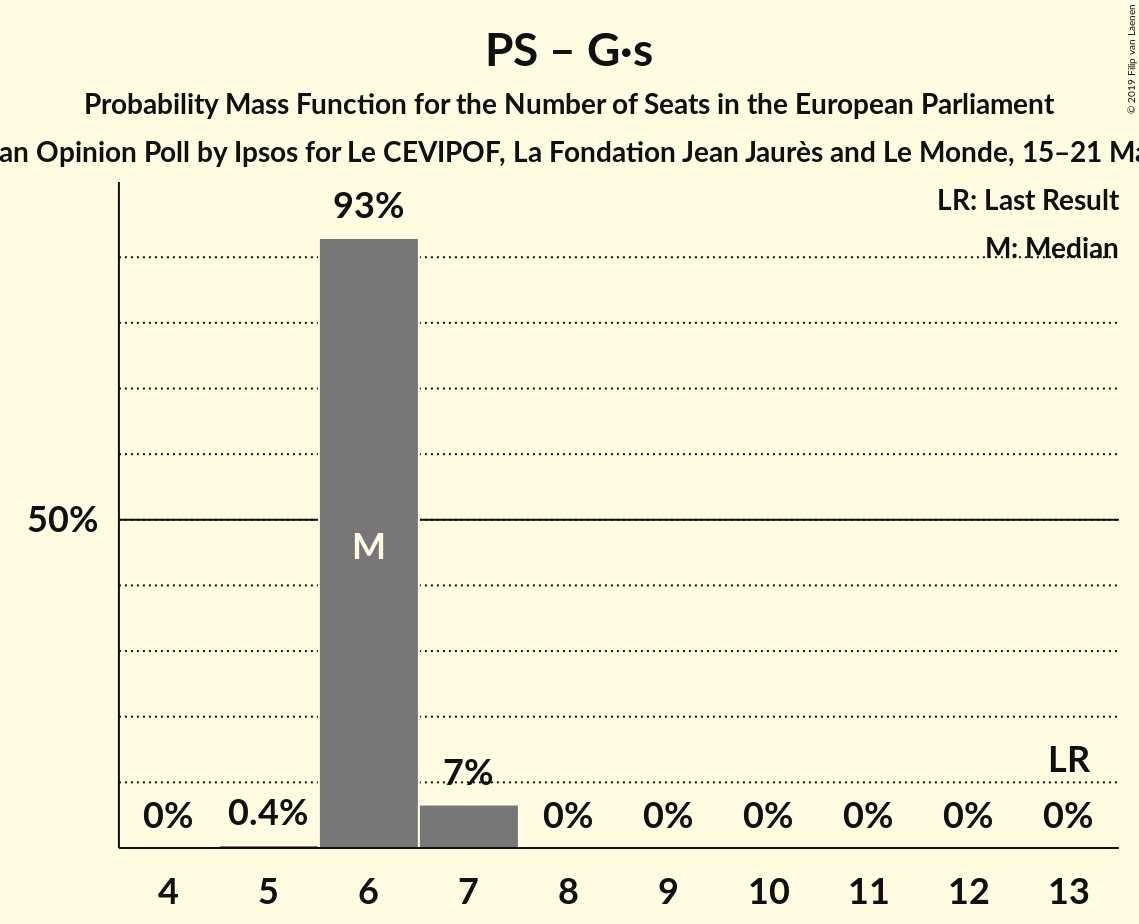 PS – G·s
Probability Mass Function for the Number of Seats in the European Parliament
an Opinion Poll by Ipsos for Le CEVIPOF, La Fondation Jean Jaurès and Le Monde, 15–21 Ma
© 2019 Filip van Laenen
LR: Last Result
M: Median
93%
50%
M
7%
LR
0% 0.4% 0% 0% 0% 0% 0% 0%
4 5 6 7 8 9 10 11 12 13